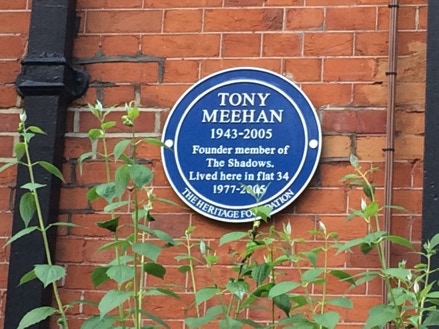 TONY
MEEHAN
1943-2005
Founder member of
The Shadows.
Lived here in flat 34
1977-2005
THE HERITAGE FOUNDATION